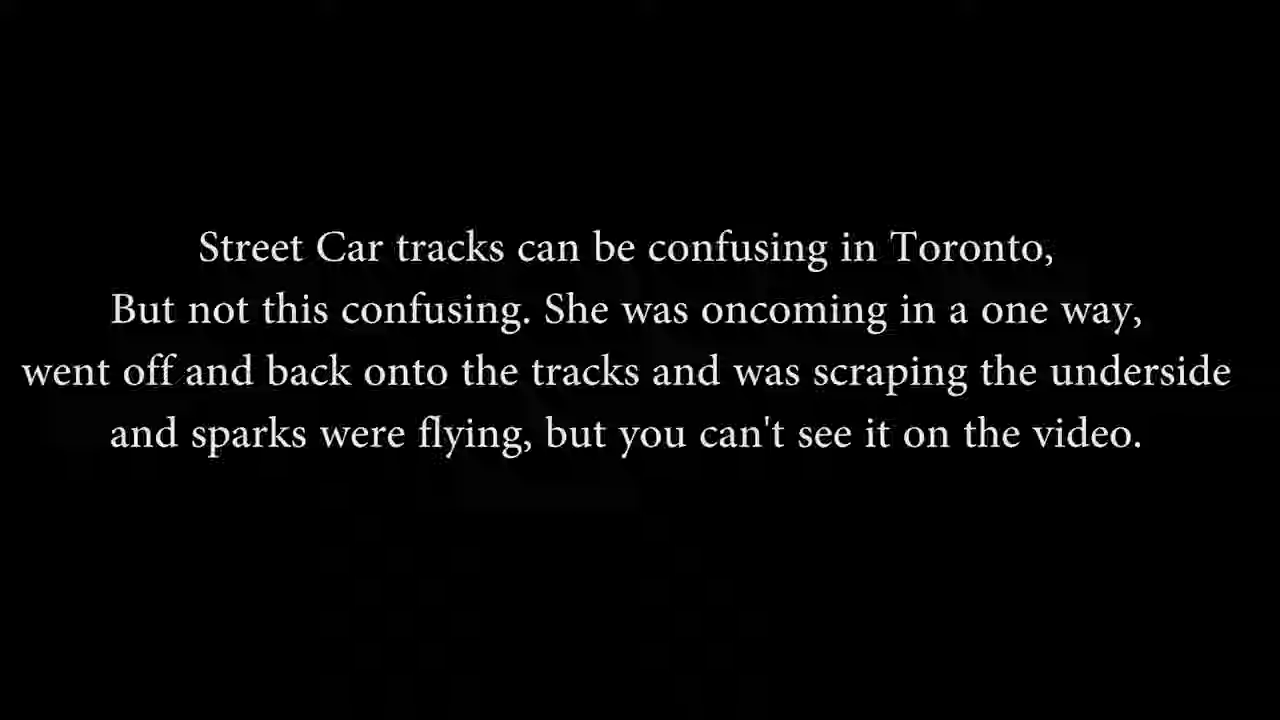 Street Car tracks can be confusing in Toronto,
But not this confusing. She was oncoming in a one way,
went off and back onto the tracks and was scraping the underside
and sparks were flying, but you can't see it on the video.